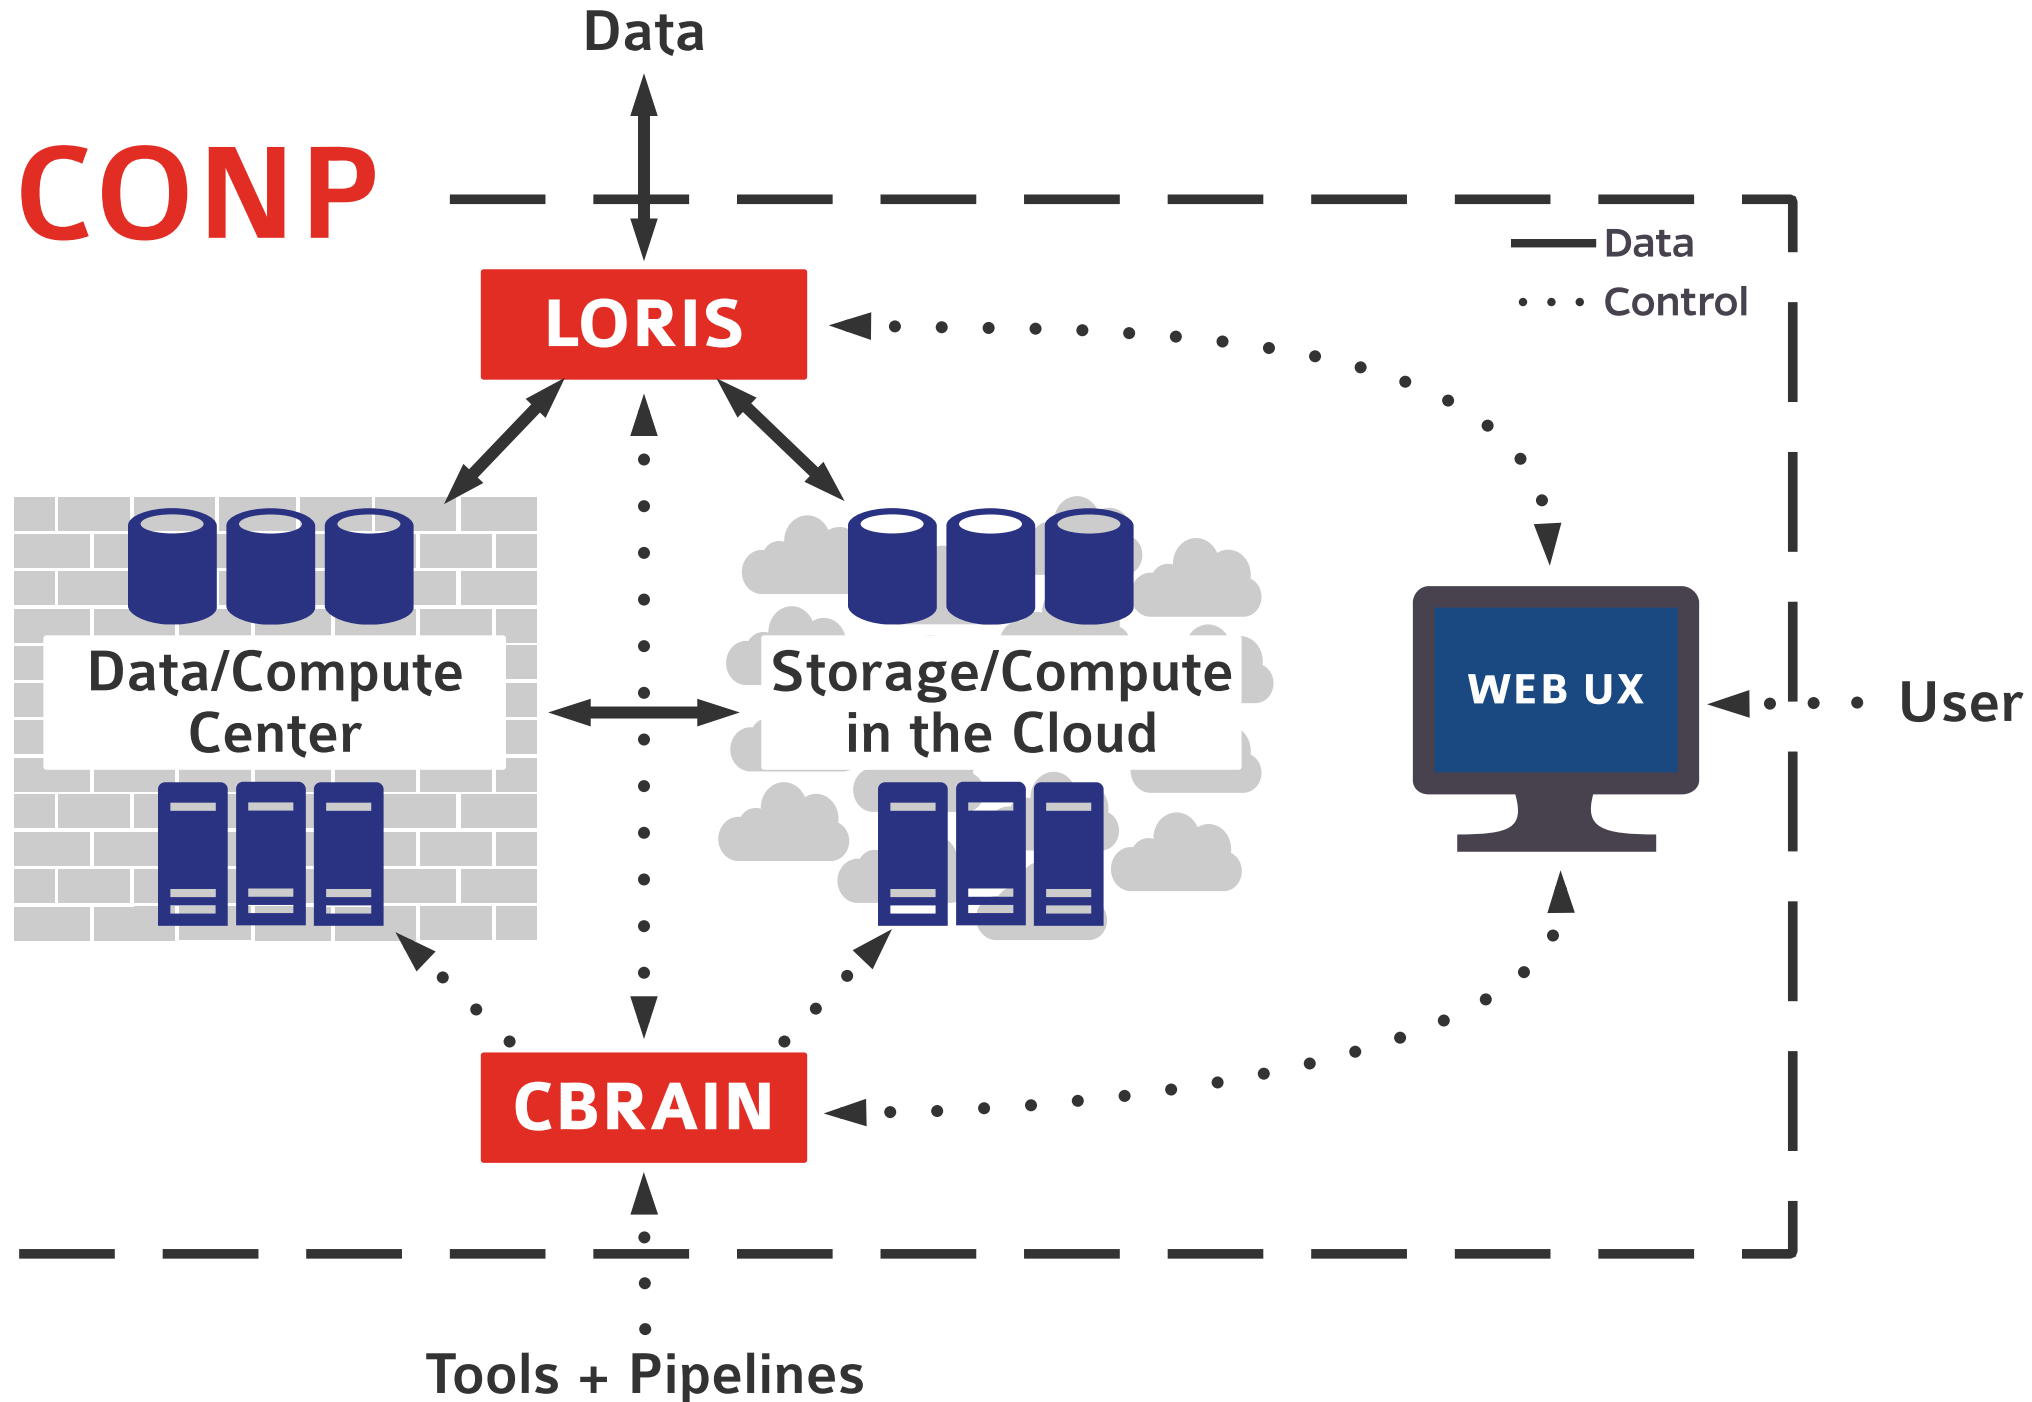 Data
CONP
Data
Control
LORIS
Data/Compute
Center
Storage/Compute
in the Cloud
WEB UX
User
CBRAIN
Tools + Pipelines